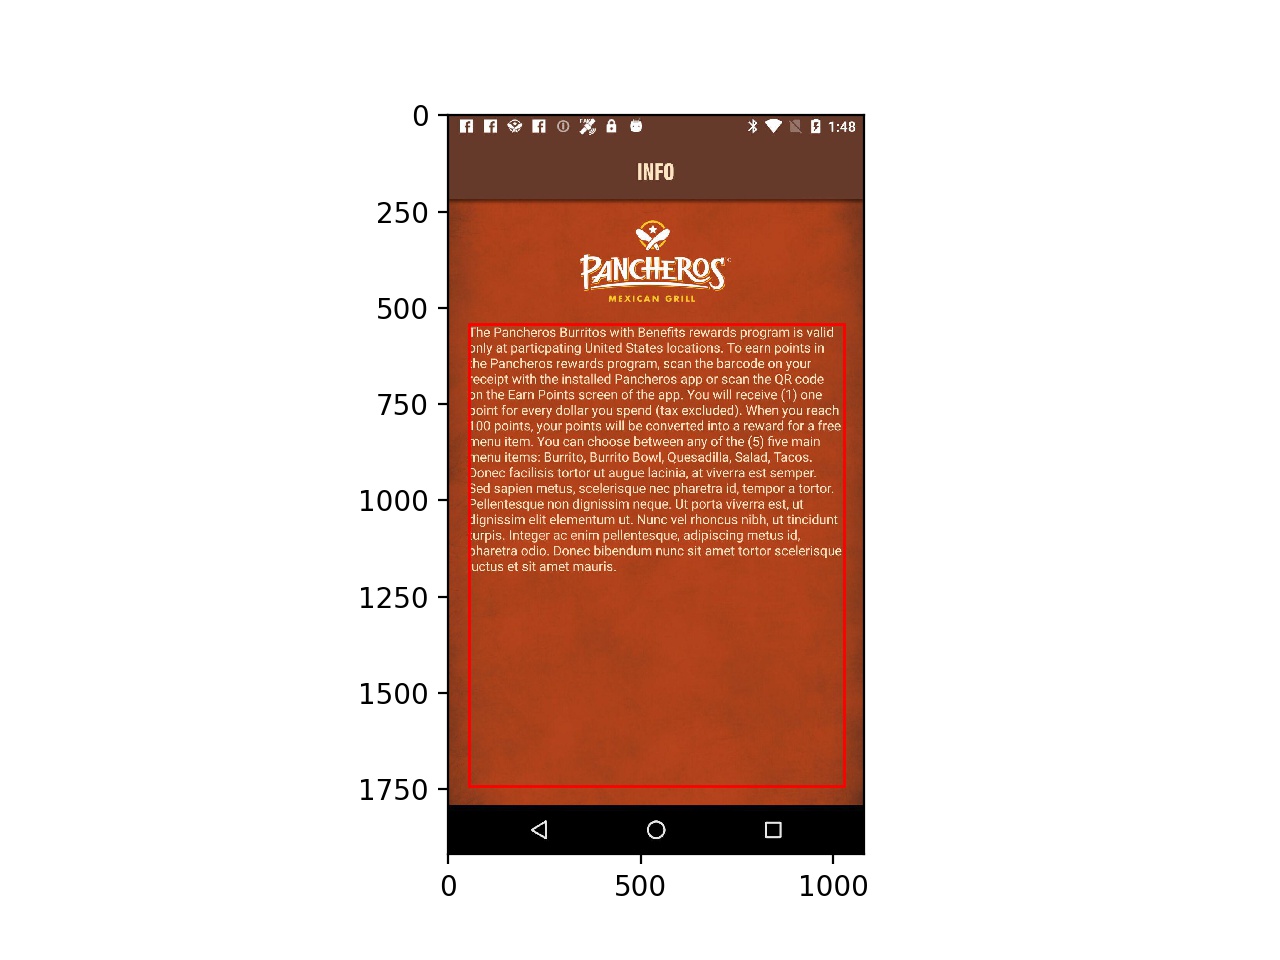 0
250
500
750
1000
1250
1500
1750
1:48
INFO
PANCHEROS
MEXICAN GRILL
The Pancheros Burritos with Benefits rewards program is valid
only at particpating United States locations. To earn points in
the Pancheros rewards program, scan the barcode on your
receipt with the installed Pancheros app or scan the QR code
on the Earn Points screen of the app. You will receive (1) one
point for every dollar you spend (tax excluded). When you reach
100 points, your points will be converted into a reward for a free
menu item. You can choose between any of the (5) five main
menu items: Burrito, Burrito Bowl, Quesadilla, Salad, Tacos.
Donec facilisis tortor ut augue lacinia, at viverra est semper.
Sed sapien metus, scelerisque nec pharetra id, tempor a tortor.
Pellentesque non dignissim neque. Ut porta viverra est, ut
dignissim elit elementum ut. Nunc vel rhoncus nibh, ut tincidunt
turpis. Integer ac enim pellentesque, adipiscing metus id,
pharetra odio. Donec bibendum nunc sit amet tortor scelerisque
luctus et sit amet mauris.
0
500
1000